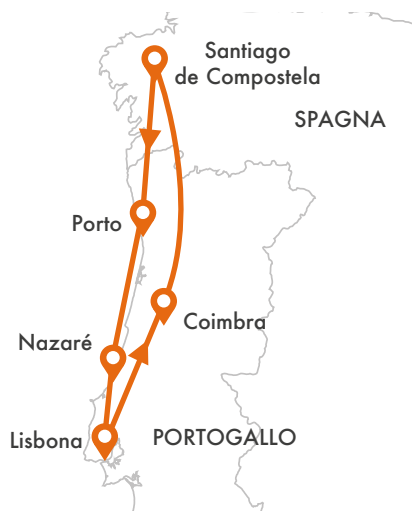 Santiago
de Compostela
SPAGNA
Porto
Coimbra
Nazaré
Lisbona
PORTOGALLO